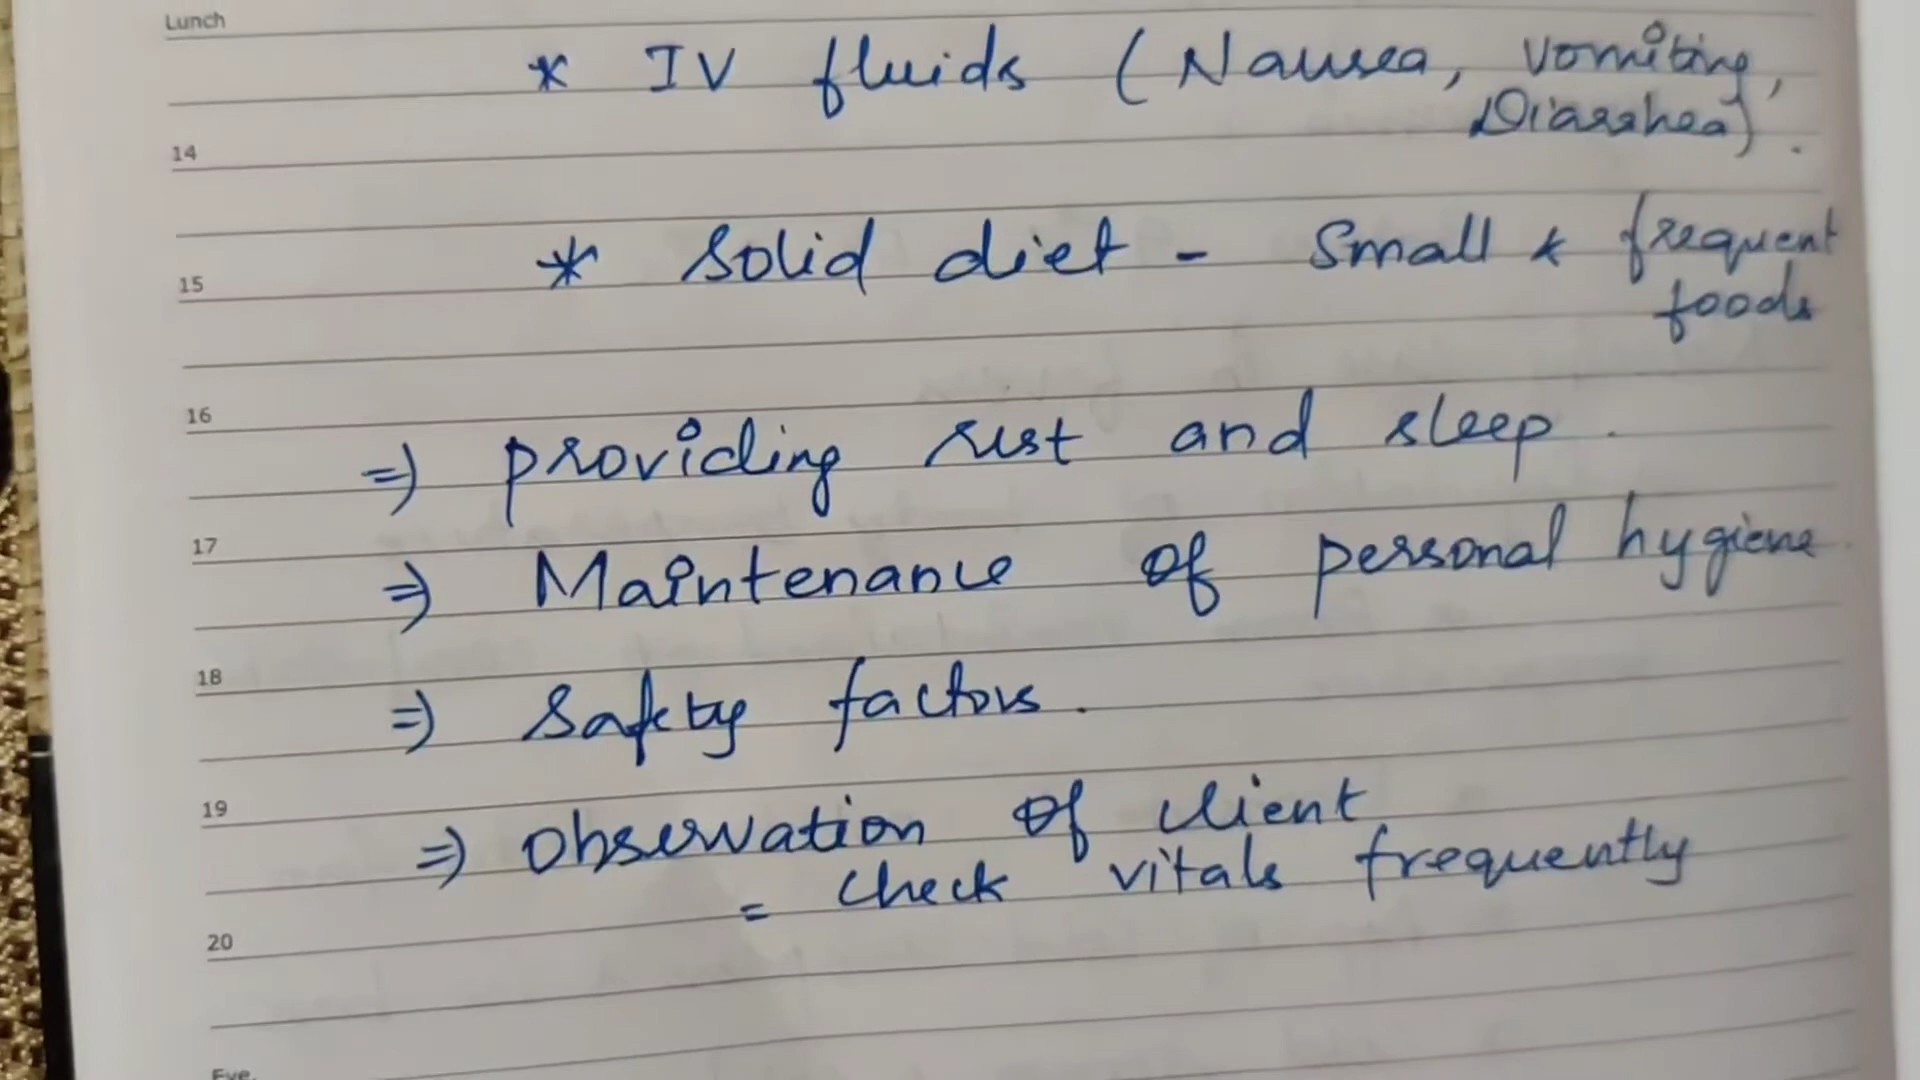 Lunch
* IV fluids (Nausea, vomiting,
Diarrhea).
14
* Solid diet - Small & frequent
foods
15
16
=> providing rest and sleep.
17
=> Maintenance of personal hygiene
18
=> Safety factors.
19
=> Observation of client
= check vitals frequently
20
Eve.